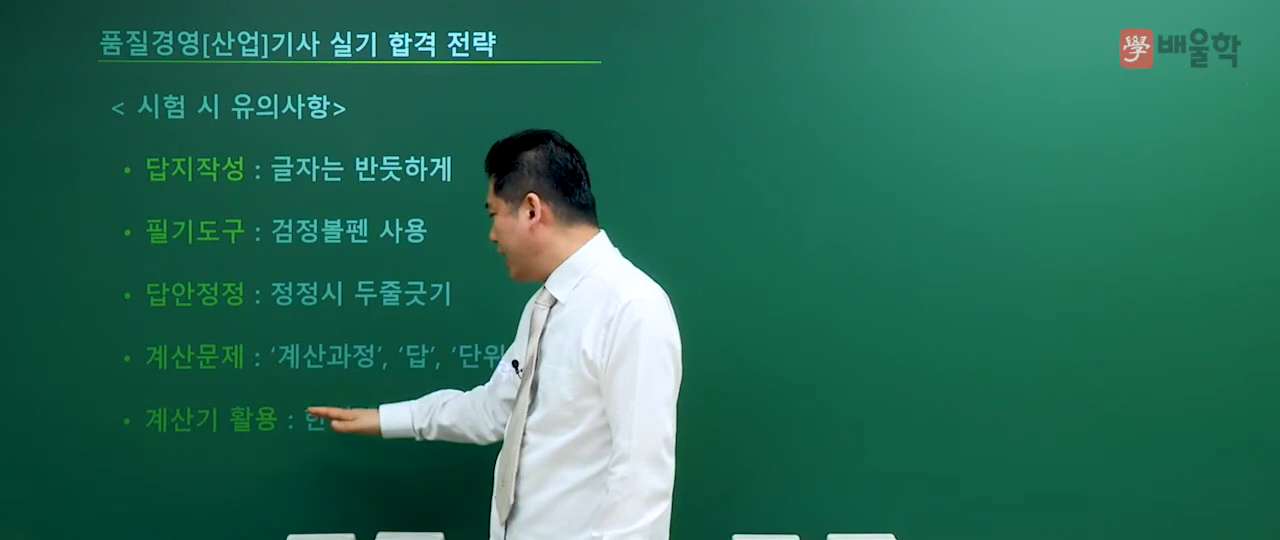 품질경영[산업]기사 실기 합격 전략
學 배울학
< 시험 시 유의사항>
• 답지작성 : 글자는 반듯하게
• 필기도구 : 검정볼펜 사용
• 답안정정 : 정정시 두줄긋기
• 계산문제 : ‘계산과정’, ‘답’, ‘단위
• 계산기 활용 :